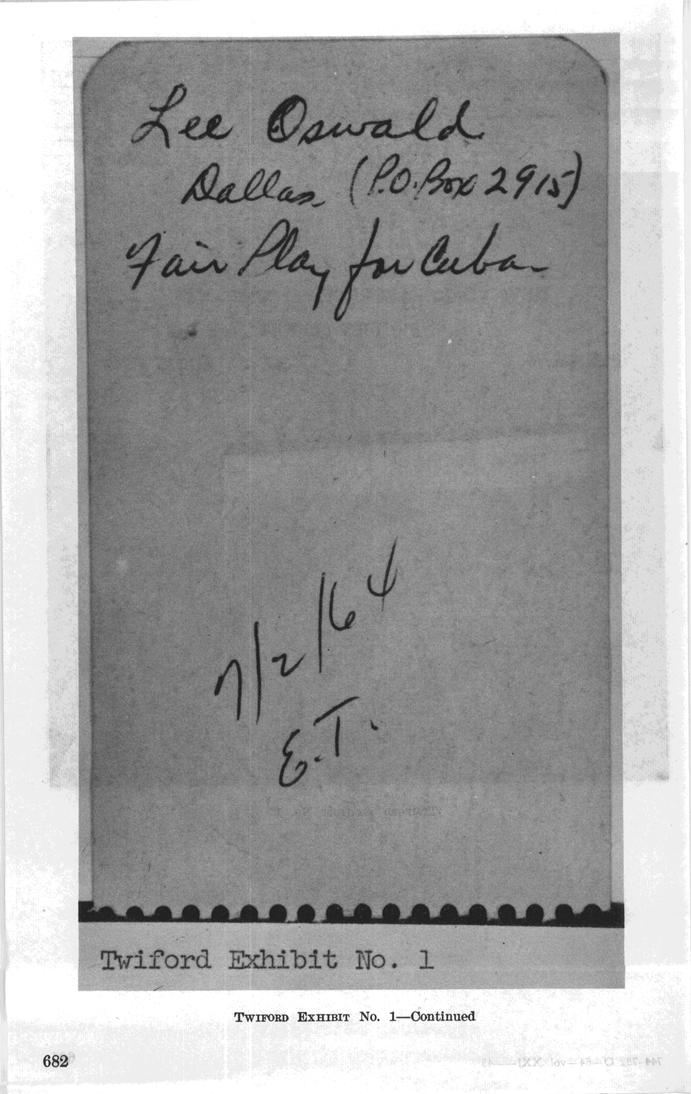 Lee Oswald
Dallas (P.O. Box 2915)
Fair Play for Cuba
7/2/64
E.T.
Twiford Exhibit No. 1
TWIFORD EXHIBIT No. 1—Continued
682